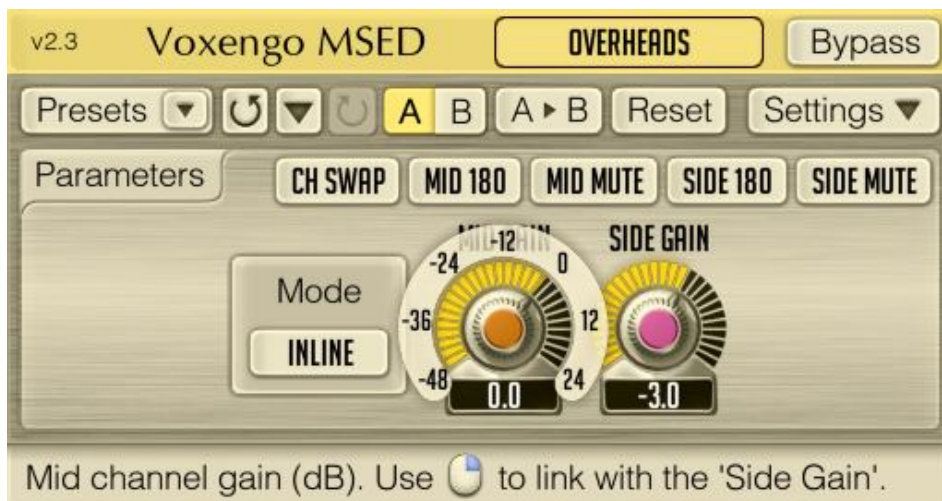 v2.3 Voxengo MSED OVERHEADS Bypass
Presets A B A ▸ B Reset Settings
Parameters CH SWAP MID 180 MID MUTE SIDE 180 SIDE MUTE
MID GAIN SIDE GAIN
-12
-24 0
Mode
-36 12
INLINE
-48 24
0.0 -3.0
Mid channel gain (dB). Use to link with the 'Side Gain'.